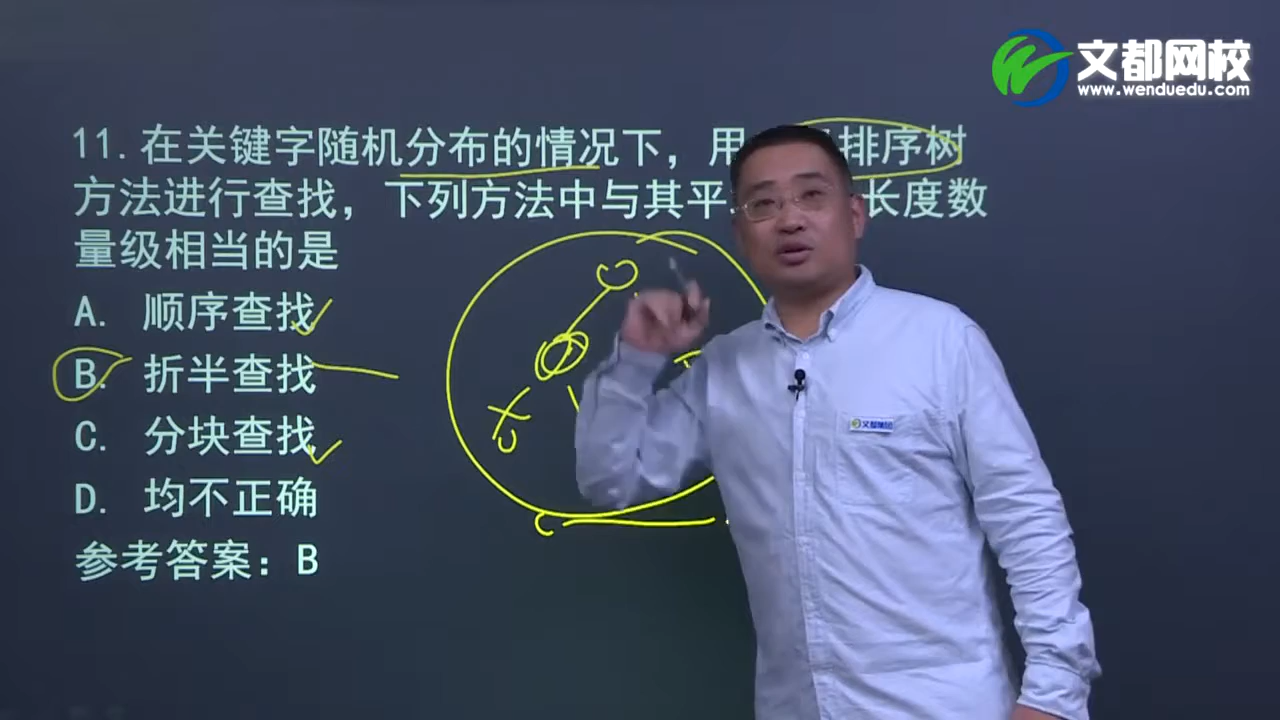 文都网校
www.wenduedu.com
11.在关键字随机分布的情况下，用 排序树
方法进行查找，下列方法中与其平 长度数
量级相当的是
A. 顺序查找
B. 折半查找
C. 分块查找
D. 均不正确
参考答案：B